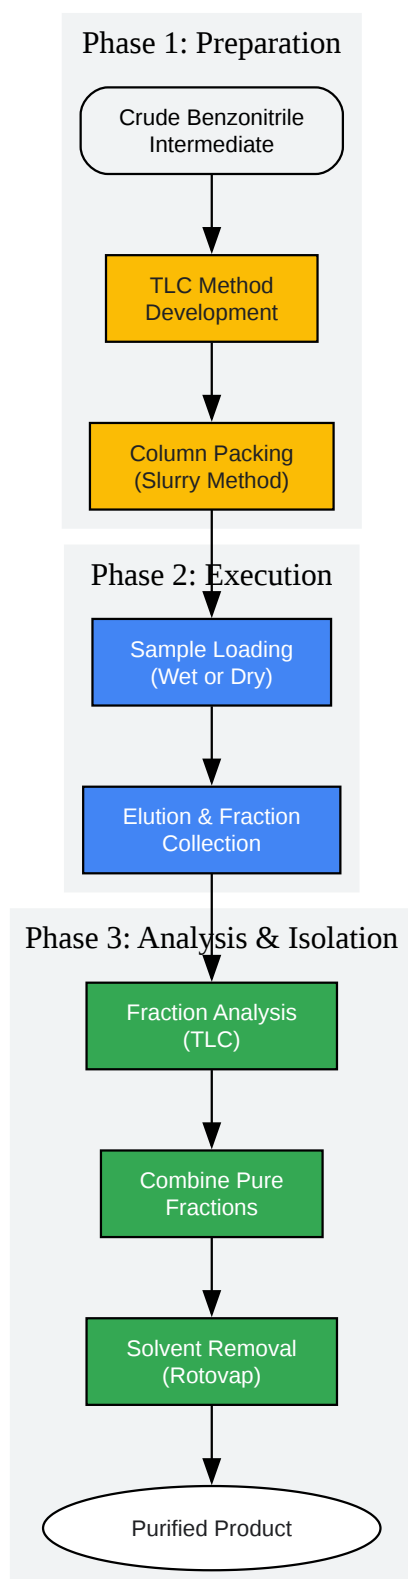 Phase 1: Preparation
Crude Benzonitrile
Intermediate
TLC Method
Development
Column Packing
(Slurry Method)
Phase 2: Execution
Sample Loading
(Wet or Dry)
Elution & Fraction
Collection
Phase 3: Analysis & Isolation
Fraction Analysis
(TLC)
Combine Pure
Fractions
Solvent Removal
(Rotovap)
Purified Product